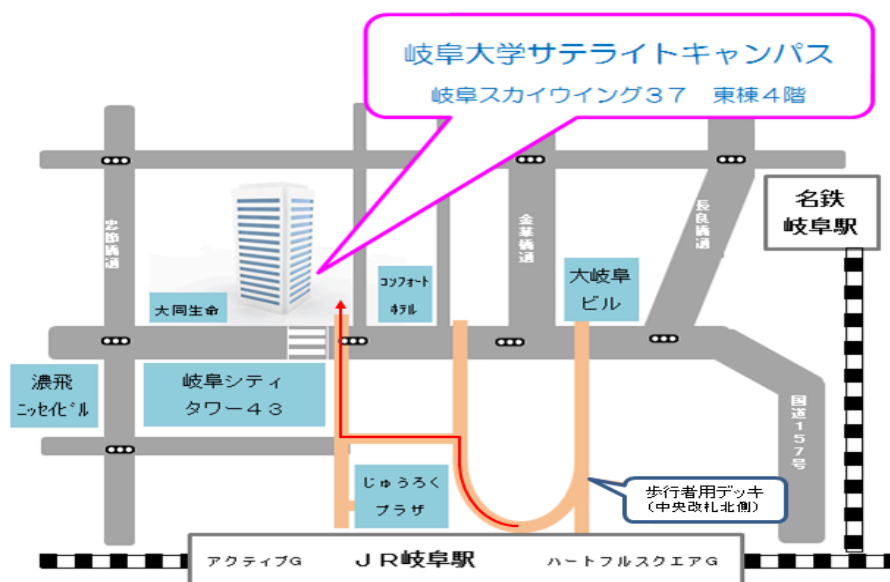 岐阜大学サテライトキャンパス
岐阜スカイウイング37 東棟4階
名鉄
岐阜駅
忠節橋通
金華橋通
長良橋通
大同生命
コンフォート
ホテル
大岐阜
ビル
濃飛
ニッセイビル
岐阜シティ
タワー43
国道157号
じゅうろく
プラザ
歩行者用デッキ
(中央改札北側)
アクティブG
JR岐阜駅
ハートフルスクエアG